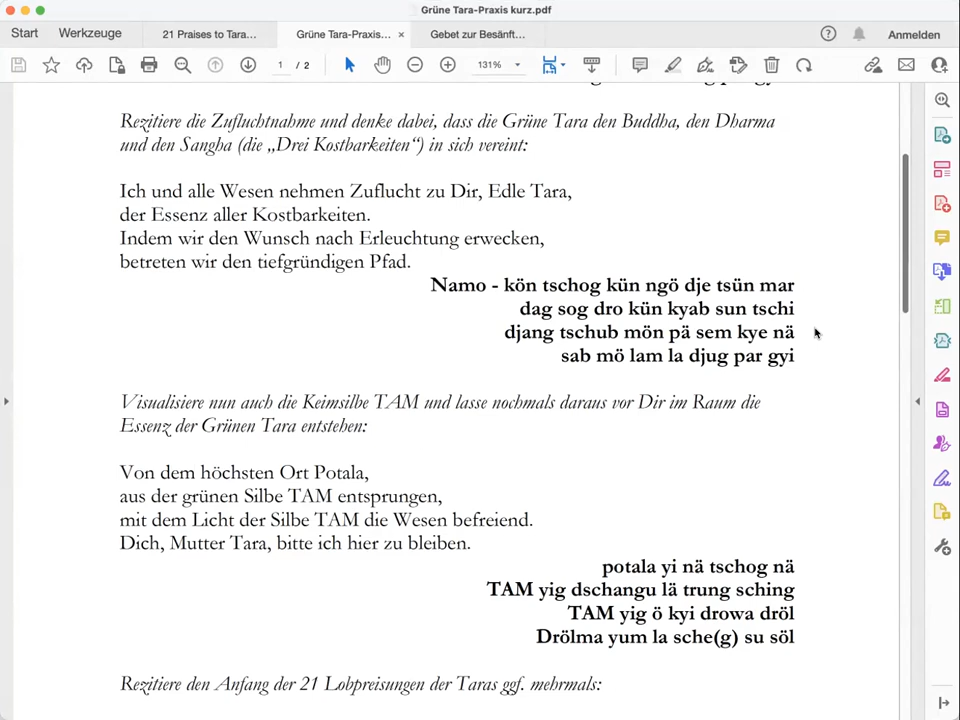 Grüne Tara-Praxis kurz.pdf
Start Werkzeuge 21 Praises to Tara... Grüne Tara-Praxis... × Gebet zur Besänft... Anmelden
1 / 2 131%
Rezitiere die Zufluchtnahme und denke dabei, dass die Grüne Tara den Buddha, den Dharma
und den Sangha (die „Drei Kostbarkeiten“) in sich vereint:
Ich und alle Wesen nehmen Zuflucht zu Dir, Edle Tara,
der Essenz aller Kostbarkeiten.
Indem wir den Wunsch nach Erleuchtung erwecken,
betreten wir den tiefgründigen Pfad.
Namo - kön tschog kün ngö dje tsün mar
dag sog dro kün kyab sun tschi
djang tschub mön pä sem kye nä
sab mö lam la djug par gyi
Visualisiere nun auch die Keimsilbe TAM und lasse nochmals daraus vor Dir im Raum die
Essenz der Grünen Tara entstehen:
Von dem höchsten Ort Potala,
aus der grünen Silbe TAM entsprungen,
mit dem Licht der Silbe TAM die Wesen befreiend.
Dich, Mutter Tara, bitte ich hier zu bleiben.
potala yi nä tschog nä
TAM yig dschangu lä trung sching
TAM yig ö kyi drowa dröl
Drölma yum la sche(g) su söl
Rezitiere den Anfang der 21 Lobpreisungen der Taras ggf. mehrmals: